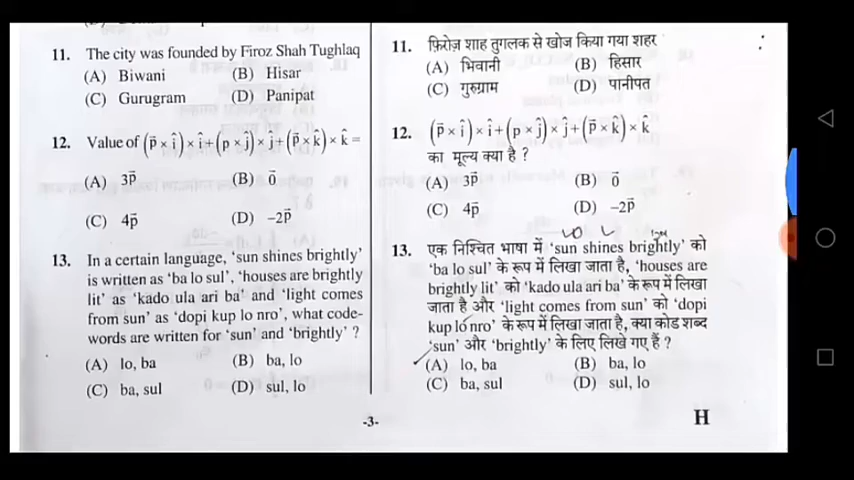 11. The city was founded by Firoz Shah Tughlaq
(A) Biwani (B) Hisar
(C) Gurugram (D) Panipat
12. Value of (p⃗ × î) × î + (p × ĵ) × ĵ + (p⃗ × k̂) × k̂ =
(A) 3p⃗ (B) 0⃗
(C) 4p⃗ (D) –2p⃗
13. In a certain language, 'sun shines brightly'
is written as 'ba lo sul', 'houses are brightly
lit' as 'kado ula ari ba' and 'light comes
from sun' as 'dopi kup lo nro', what code-
words are written for 'sun' and 'brightly' ?
(A) lo, ba (B) ba, lo
(C) ba, sul (D) sul, lo
11. फ़िरोज़ शाह तुगलक से खोज किया गया शहर
(A) भिवानी (B) हिसार
(C) गुरुग्राम (D) पानीपत
12. (p⃗ × î) × î + (p × ĵ) × ĵ + (p⃗ × k̂) × k̂
का मूल्य क्या है ?
(A) 3p⃗ (B) 0⃗
(C) 4p⃗ (D) –2p⃗
13. एक निश्चित भाषा में 'sun shines brightly' को
'ba lo sul' के रूप में लिखा जाता है, 'houses are
brightly lit' को 'kado ula ari ba' के रूप में लिखा
जाता है और 'light comes from sun' को 'dopi
kup lo nro' के रूप में लिखा जाता है, क्या कोड शब्द
'sun' और 'brightly' के लिए लिखे गए हैं ?
(A) lo, ba (B) ba, lo
(C) ba, sul (D) sul, lo
-3-
H